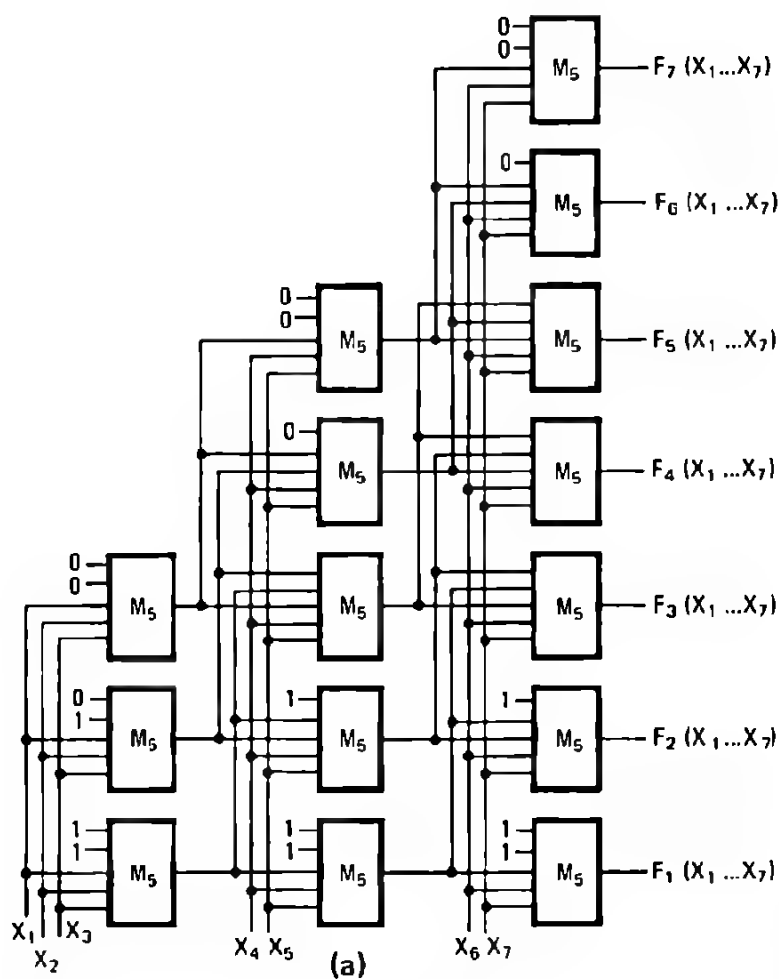 0
0
M5 F7 (X1...X7)
0
M5 F6 (X1...X7)
0
0
M5 M5 F5 (X1...X7)
0
M5 M5 F4 (X1...X7)
0
0
M5 M5 M5 F3 (X1...X7)
0
1 1 1
M5 M5 M5 F2 (X1...X7)
1 1 1
1 1 1
M5 M5 M5 F1 (X1...X7)
X1 X2 X3 X4 X5 X6 X7
(a)